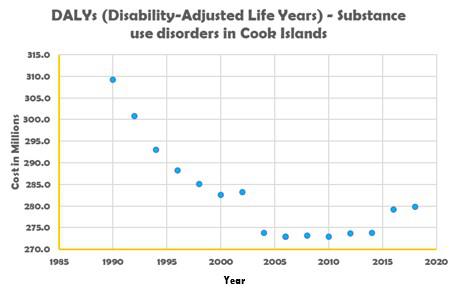 DALYs (Disability-Adjusted Life Years) - Substance
use disorders in Cook Islands
315.0
310.0
305.0
300.0
295.0
290.0
285.0
280.0
275.0
270.0
Cost in Millions
1985 1990 1995 2000 2005 2010 2015 2020
Year